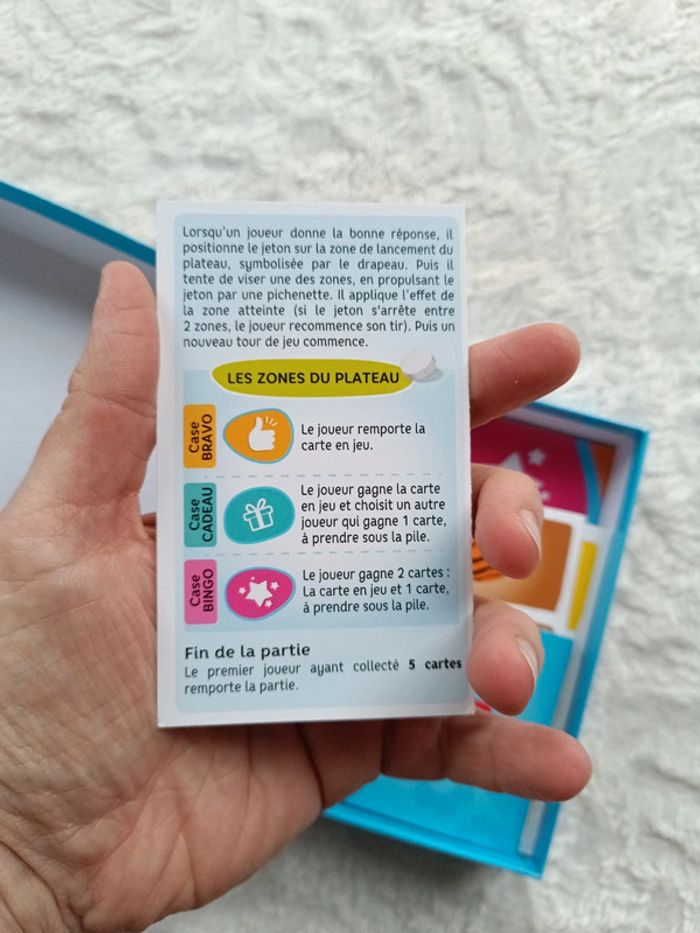 Lorsqu'un joueur donne la bonne réponse, il
positionne le jeton sur la zone de lancement du
plateau, symbolisée par le drapeau. Puis il
tente de viser une des zones, en propulsant le
jeton par une pichenette. Il applique l'effet de
la zone atteinte (si le jeton s'arrête entre
2 zones, le joueur recommence son tir). Puis un
nouveau tour de jeu commence.
LES ZONES DU PLATEAU
Case
BRAVO
Le joueur remporte la
carte en jeu.
Case
CADEAU
Le joueur gagne la carte
en jeu et choisit un autre
joueur qui gagne 1 carte,
à prendre sous la pile.
Case
BINGO
Le joueur gagne 2 cartes :
La carte en jeu et 1 carte,
à prendre sous la pile.
Fin de la partie
Le premier joueur ayant collecté 5 cartes
remporte la partie.